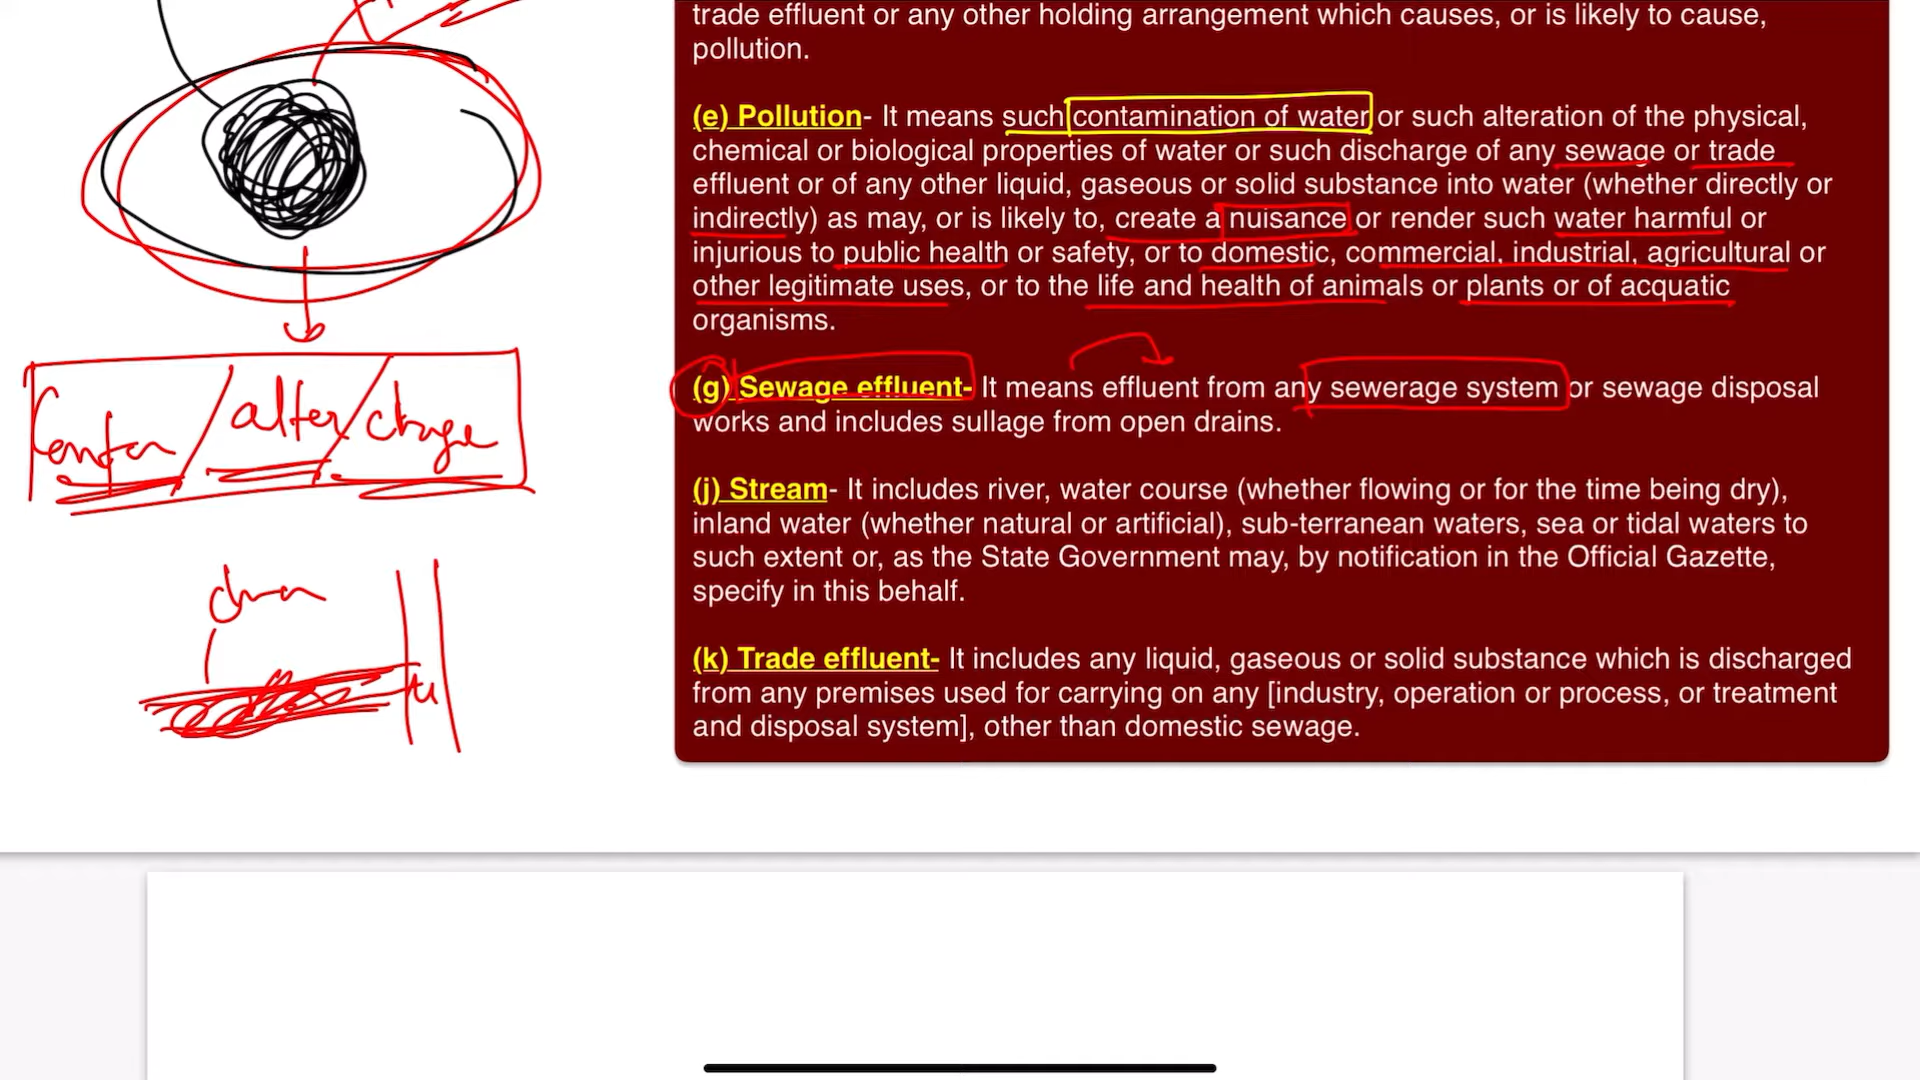 trade effluent or any other holding arrangement which causes, or is likely to cause,
pollution.
(e) Pollution- It means such contamination of water or such alteration of the physical,
chemical or biological properties of water or such discharge of any sewage or trade
effluent or of any other liquid, gaseous or solid substance into water (whether directly or
indirectly) as may, or is likely to, create a nuisance or render such water harmful or
injurious to public health or safety, or to domestic, commercial, industrial, agricultural or
other legitimate uses, or to the life and health of animals or plants or of acquatic
organisms.
(g) Sewage effluent- It means effluent from any sewerage system or sewage disposal
works and includes sullage from open drains.
(j) Stream- It includes river, water course (whether flowing or for the time being dry),
inland water (whether natural or artificial), sub-terranean waters, sea or tidal waters to
such extent or, as the State Government may, by notification in the Official Gazette,
specify in this behalf.
(k) Trade effluent- It includes any liquid, gaseous or solid substance which is discharged
from any premises used for carrying on any [industry, operation or process, or treatment
and disposal system], other than domestic sewage.
alter